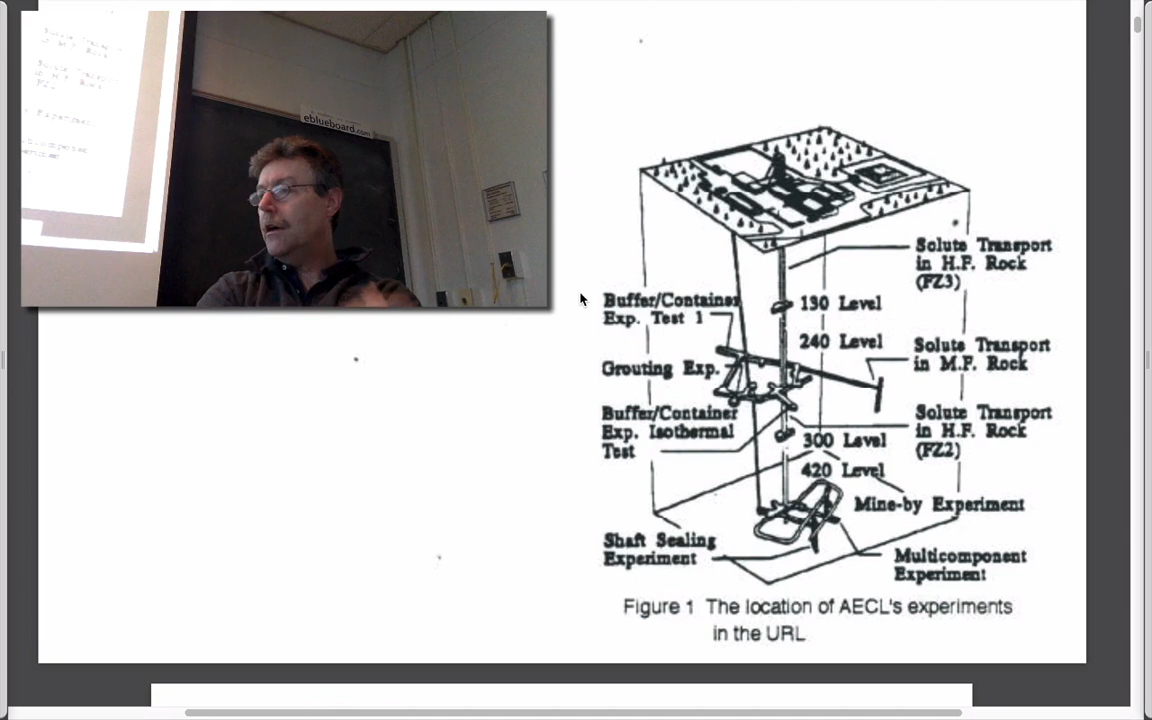 eblueboard.com
Solute Transport
in H.F. Rock
(FZ3)
Buffer/Container
Exp. Test 1
130 Level
240 Level
Solute Transport
in M.F. Rock
Grouting Exp.
Buffer/Container
Exp. Isothermal
Test
Solute Transport
in H.F. Rock
(FZ2)
300 Level
420 Level
Mine-by Experiment
Shaft Sealing
Experiment
Multicomponent
Experiment
Figure 1 The location of AECL's experiments
in the URL